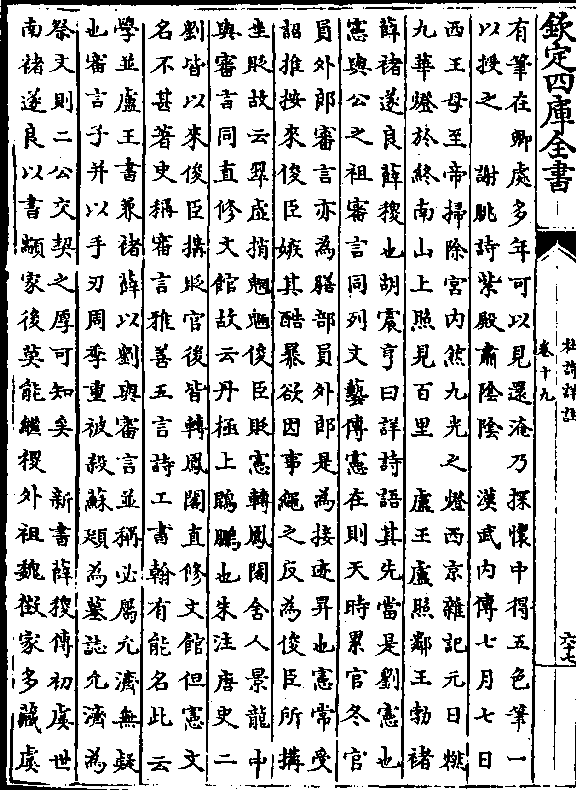 欽定四庫全書
杜詩詳註
卷十九
六十七
有筆在卿處多年可以見還淹乃探懷中得五色筆一
以授之 謝朓詩紫殿肅陰陰 漢武内傳七月七日
西王母至帝掃除宮内然九光之燈西京雜記元日燃
九華燈於終南山上照見百里 盧王盧照鄰王勃褚
薛褚遂良薛稷也胡震亨曰詳詩語其先當是劉憲也
憲與公之祖審言同列文藝傳憲在則天時累官冬官
員外郎審言亦為膳部員外郎是為接迹昇也憲常受
詔推按來俊臣嫉其酷暴欲因事繩之反為俊臣所搆
坐貶故云翠虛捎魍魎俊臣貶憲轉鳳閣舍人景龍中
與審言同直修文館故云丹極上鵾鵬也朱注唐史二
劉皆以來俊臣搆貶官後皆轉鳳閣直修文館但憲文
名不甚著史稱審言雅善五言詩工書翰有能名此云
學並盧王書兼褚薛以劉與審言並稱必屬允濟無疑
也審言子并以手刃周季重被殺蘇頲為墓誌允濟為
祭文則二公交契之厚可知矣 新書薛稷傳初虞世
南褚遂良以書顓家後莫能繼稷外祖魏徵家多藏虞